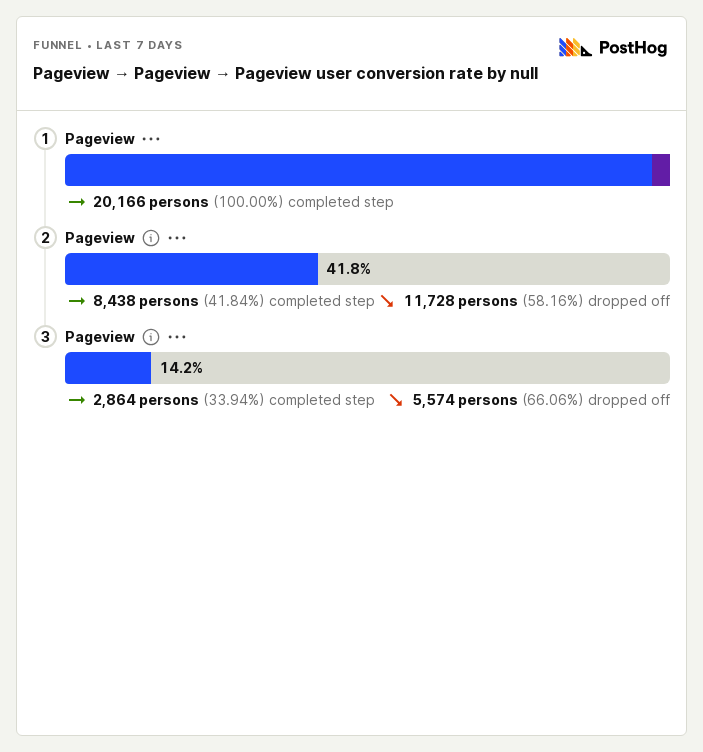 FUNNEL • LAST 7 DAYS
PostHog
Pageview → Pageview → Pageview user conversion rate by null
1 Pageview ···
→ 20,166 persons (100.00%) completed step
2 Pageview ⓘ ···
41.8%
→ 8,438 persons (41.84%) completed step ↘ 11,728 persons (58.16%) dropped off
3 Pageview ⓘ ···
14.2%
→ 2,864 persons (33.94%) completed step ↘ 5,574 persons (66.06%) dropped off